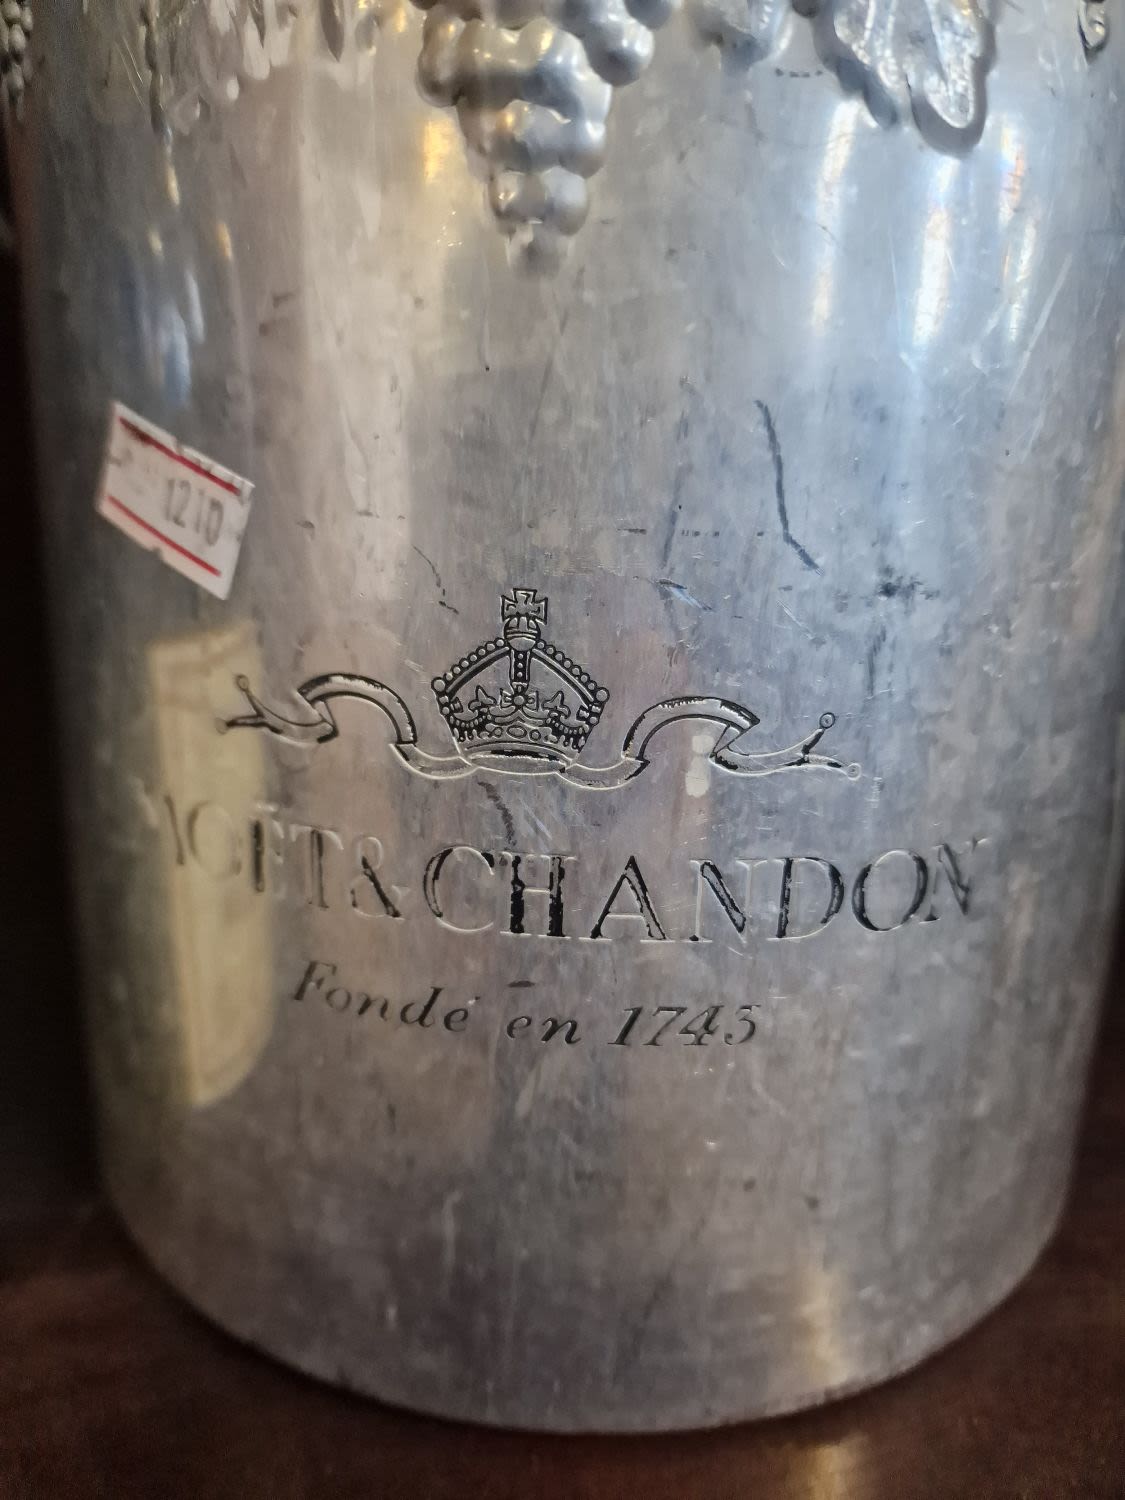 1210
MOËT & CHANDON
Fondé en 1743